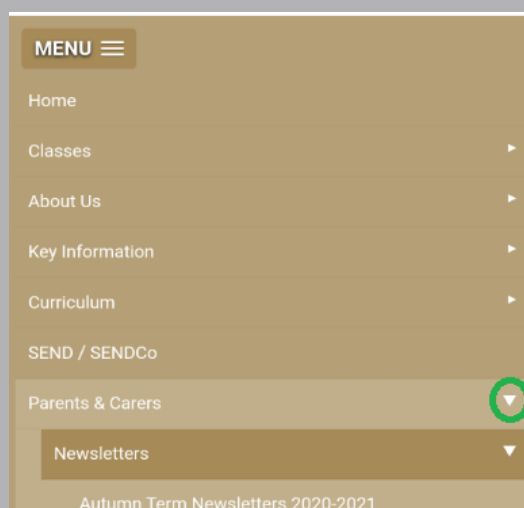 MENU
Home
Classes
About Us
Key Information
Curriculum
SEND / SENDCo
Parents & Carers
Newsletters
Autumn Term Newsletters 2020-2021